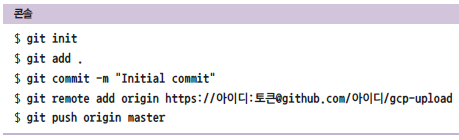 콘솔
$ git init
$ git add .
$ git commit -m "Initial commit"
$ git remote add origin https://아이디:토큰@github.com/아이디/gcp-upload
$ git push origin master